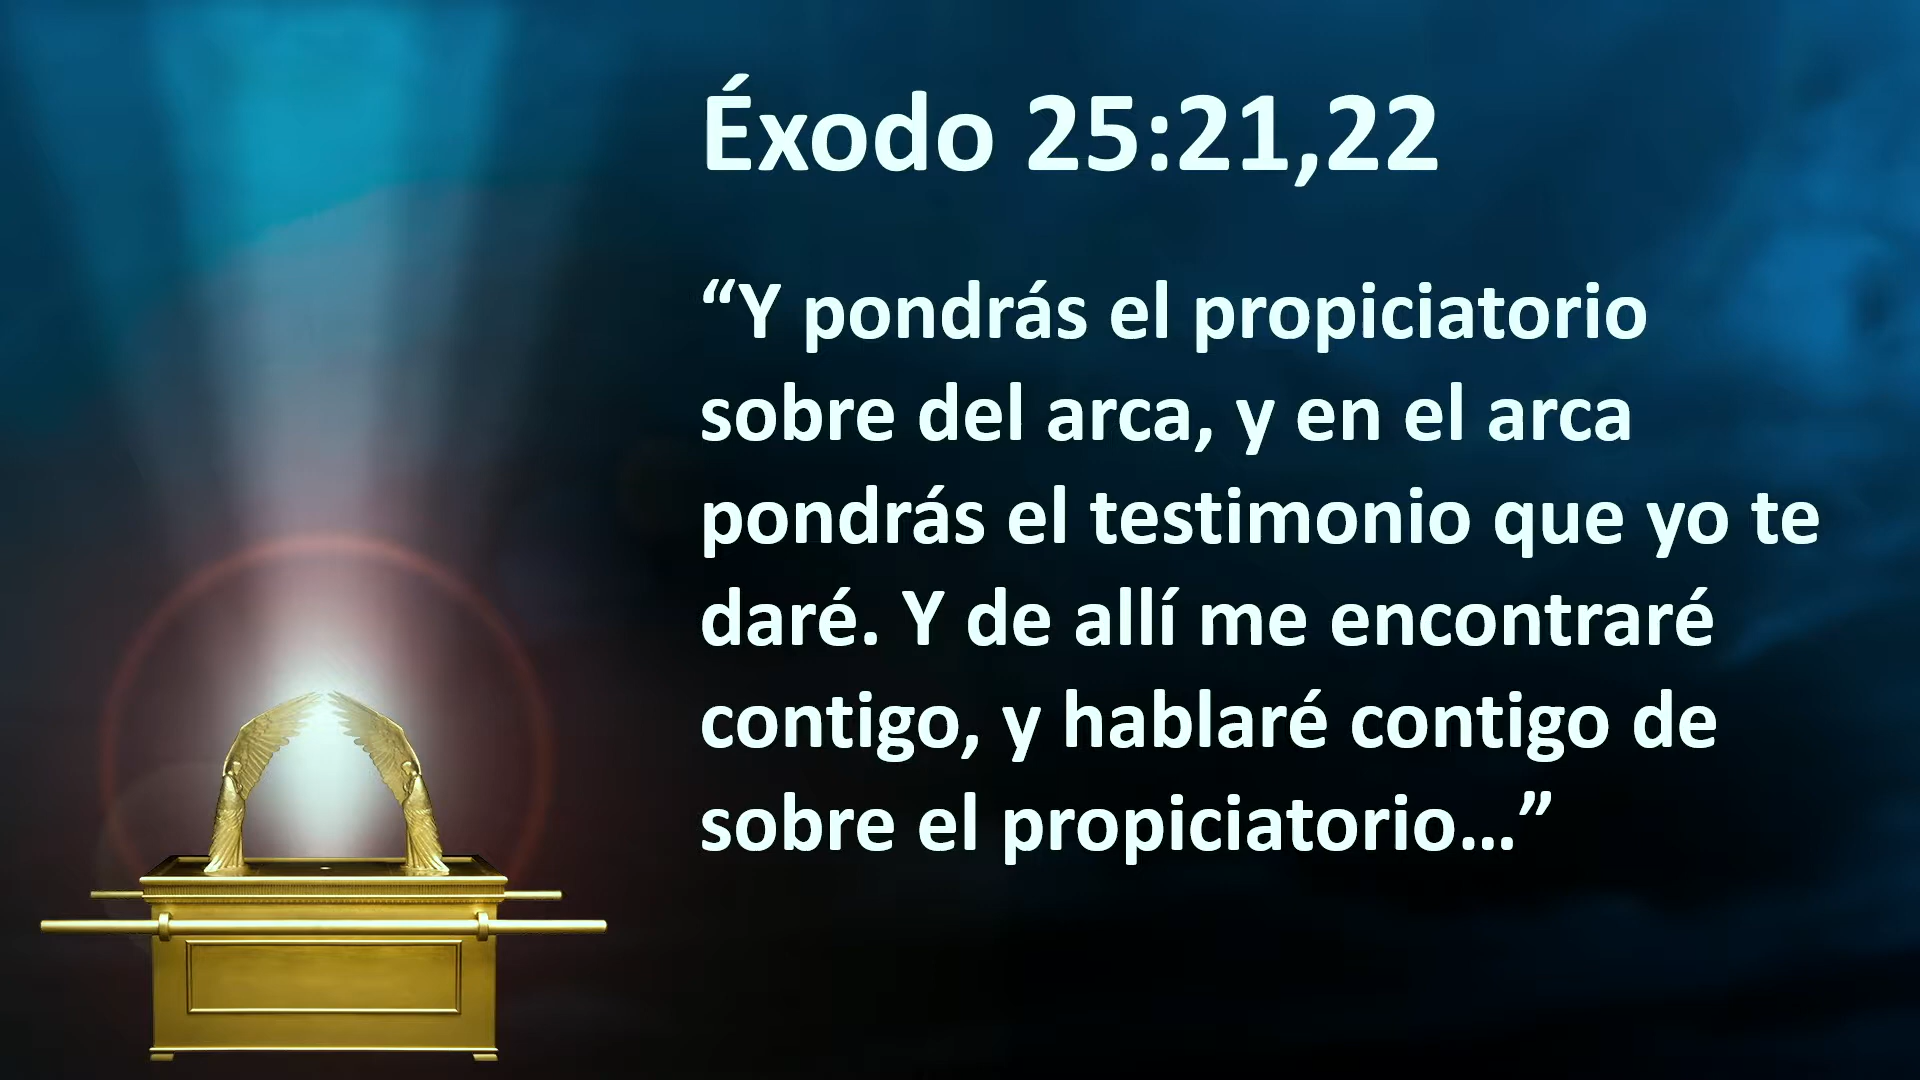 Éxodo 25:21,22
“Y pondrás el propiciatorio
sobre del arca, y en el arca
pondrás el testimonio que yo te
daré. Y de allí me encontraré
contigo, y hablaré contigo de
sobre el propiciatorio…”